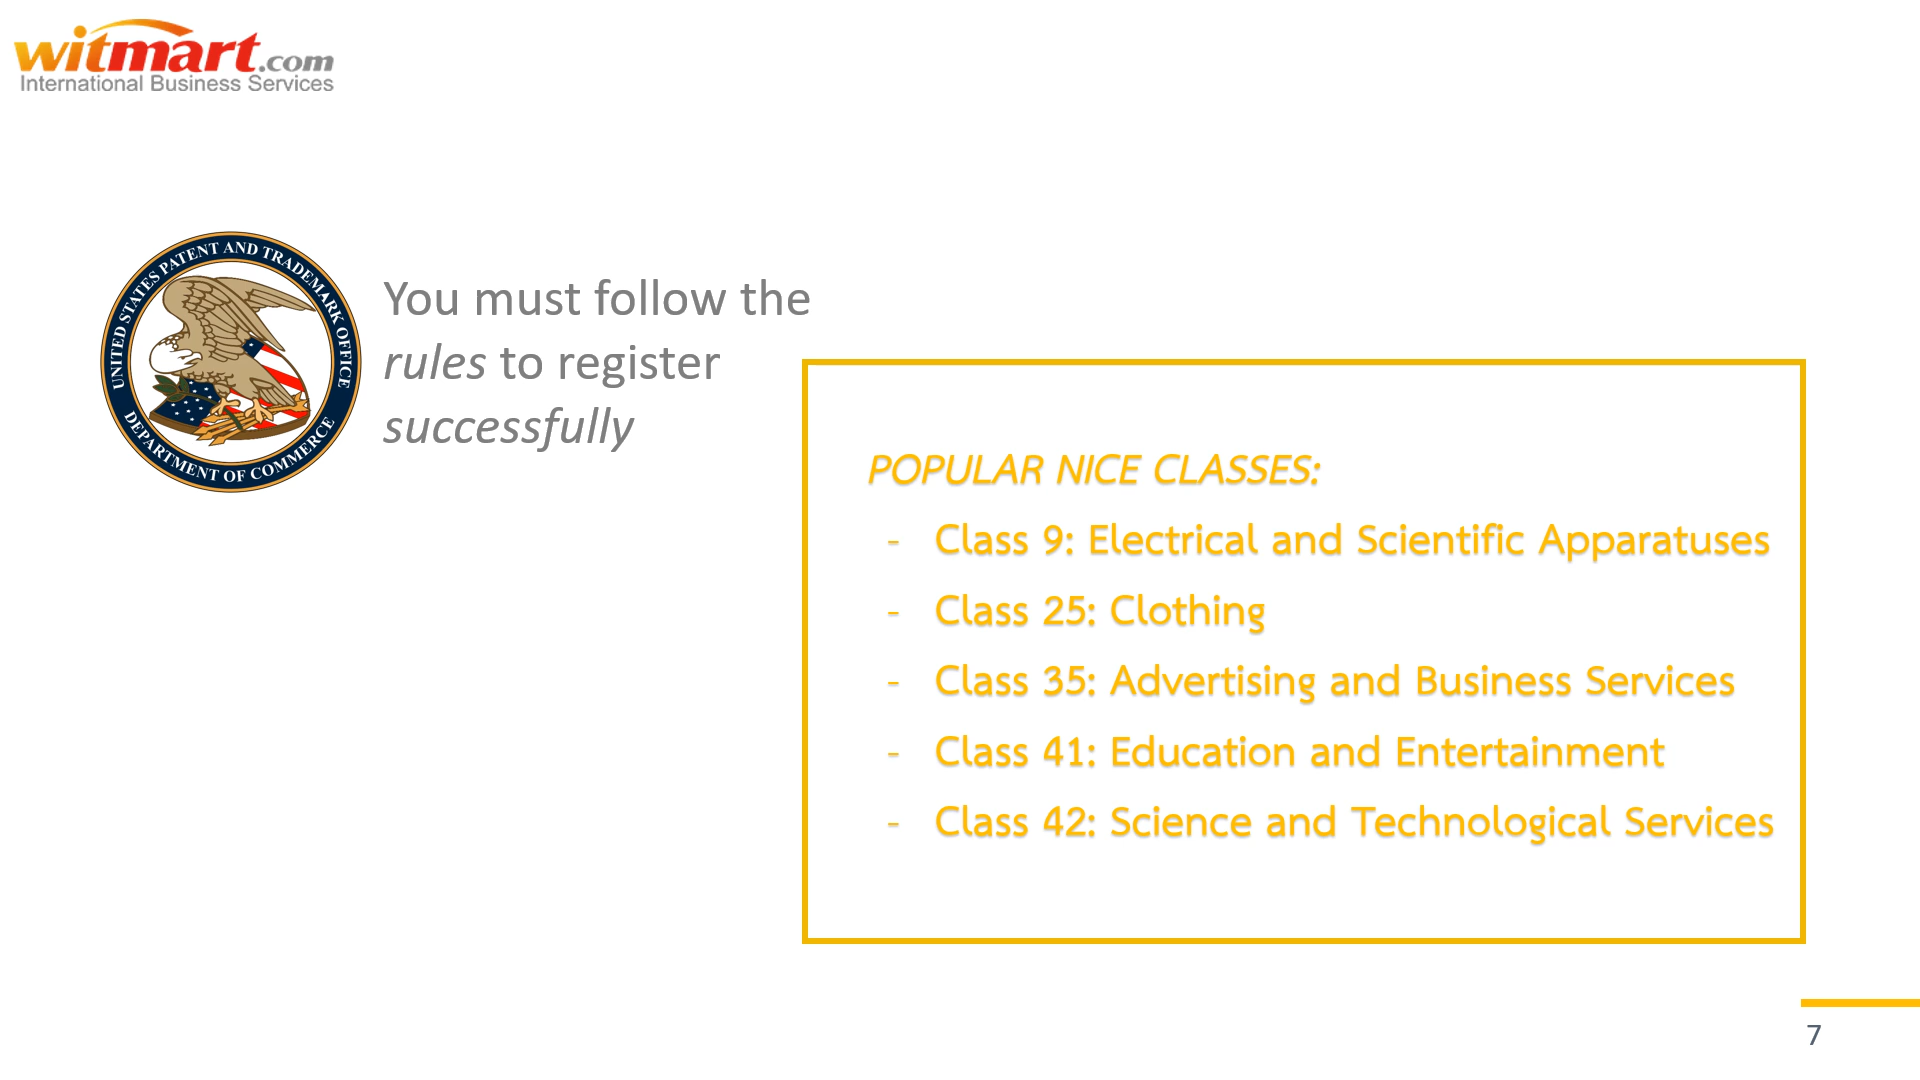 witmart.com
International Business Services
UNITED STATES PATENT AND TRADEMARK OFFICE
DEPARTMENT OF COMMERCE
You must follow the
rules to register
successfully
POPULAR NICE CLASSES:
- Class 9: Electrical and Scientific Apparatuses
- Class 25: Clothing
- Class 35: Advertising and Business Services
- Class 41: Education and Entertainment
- Class 42: Science and Technological Services
7